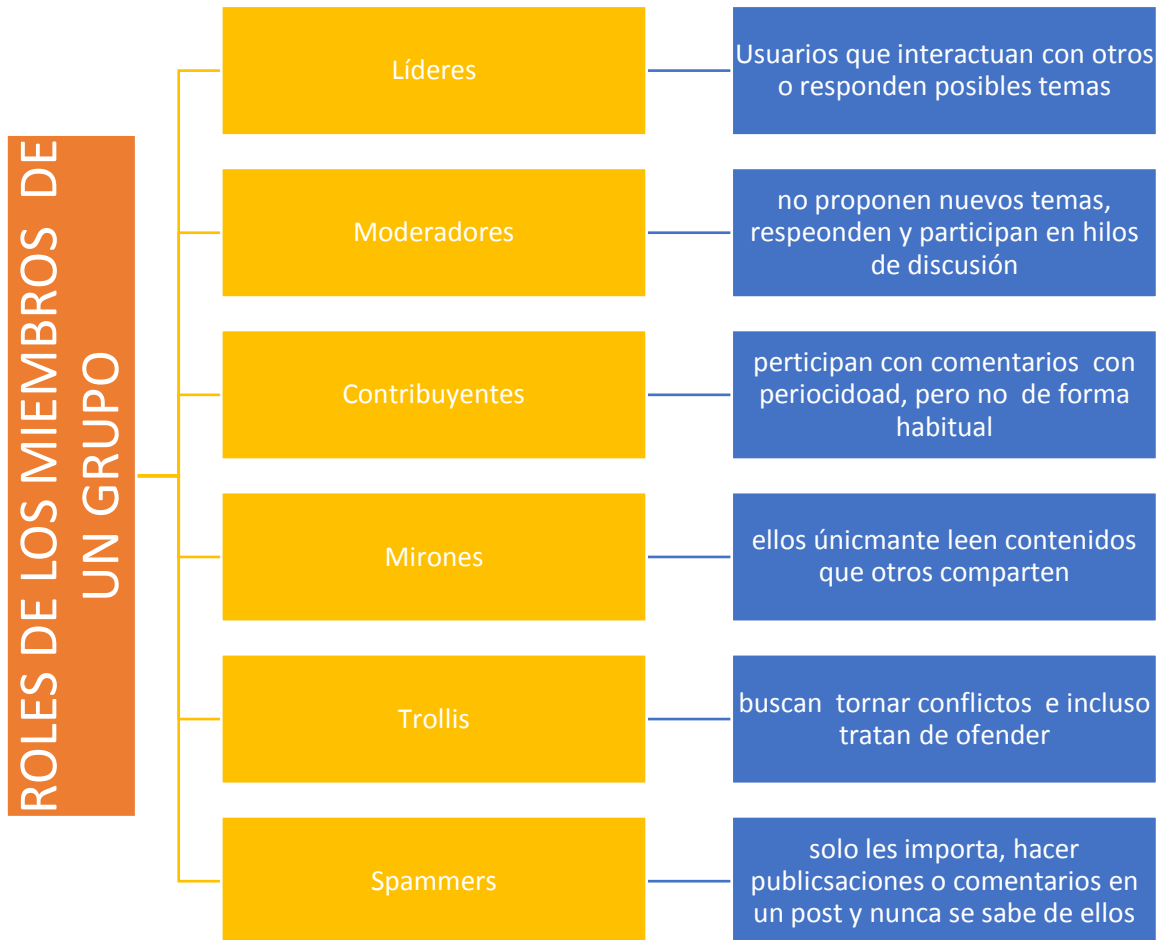 ROLES DE LOS MIEMBROS DE
UN GRUPO
Líderes
Usuarios que interactuan con otros
o responden posibles temas
Moderadores
no proponen nuevos temas,
respeonden y participan en hilos
de discusión
Contribuyentes
perticipan con comentarios con
periocidoad, pero no de forma
habitual
Mirones
ellos únicmante leen contenidos
que otros comparten
Trollis
buscan tornar conflictos e incluso
tratan de ofender
Spammers
solo les importa, hacer
publicsaciones o comentarios en
un post y nunca se sabe de ellos